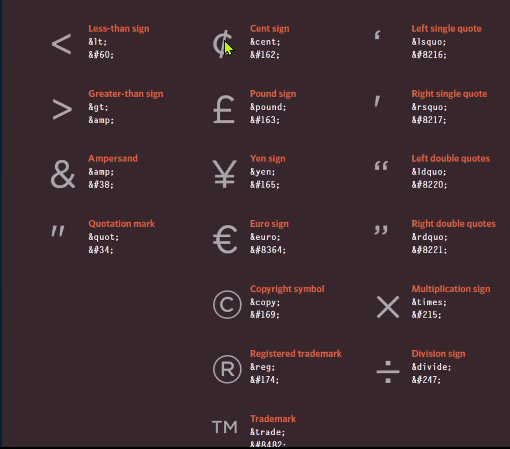 <
Less-than sign
&lt;
&#60;
>
Greater-than sign
&gt;
&amp;
&
Ampersand
&amp;
&#38;
"
Quotation mark
&quot;
&#34;
¢
Cent sign
&cent;
&#162;
£
Pound sign
&pound;
&#163;
¥
Yen sign
&yen;
&#165;
€
Euro sign
&euro;
&#8364;
©
Copyright symbol
&copy;
&#169;
®
Registered trademark
&reg;
&#174;
™
Trademark
&trade;
&#8482;
‘
Left single quote
&lsquo;
&#8216;
’
Right single quote
&rsquo;
&#8217;
“
Left double quotes
&ldquo;
&#8220;
”
Right double quotes
&rdquo;
&#8221;
×
Multiplication sign
&times;
&#215;
÷
Division sign
&divide;
&#247;